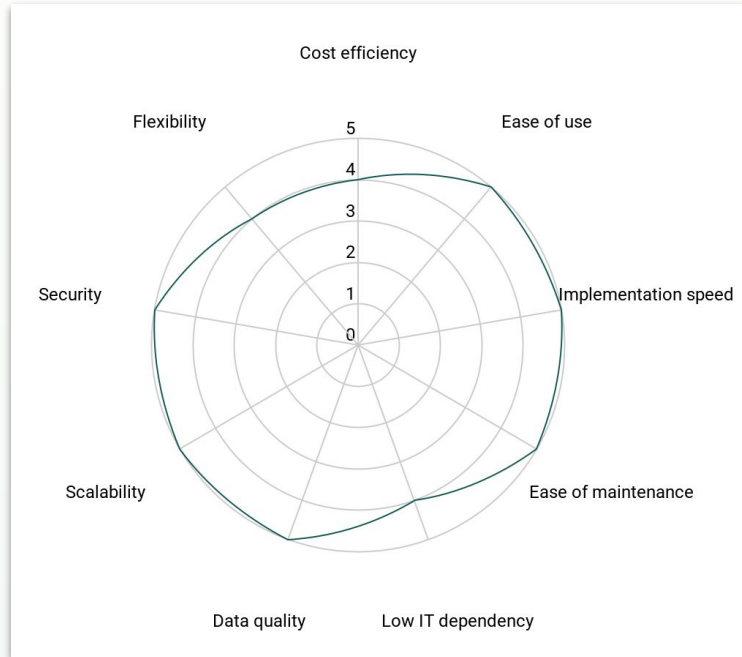 Cost efficiency
Flexibility
Ease of use
5
4
3
2
1
0
Security
Implementation speed
Scalability
Ease of maintenance
Data quality
Low IT dependency